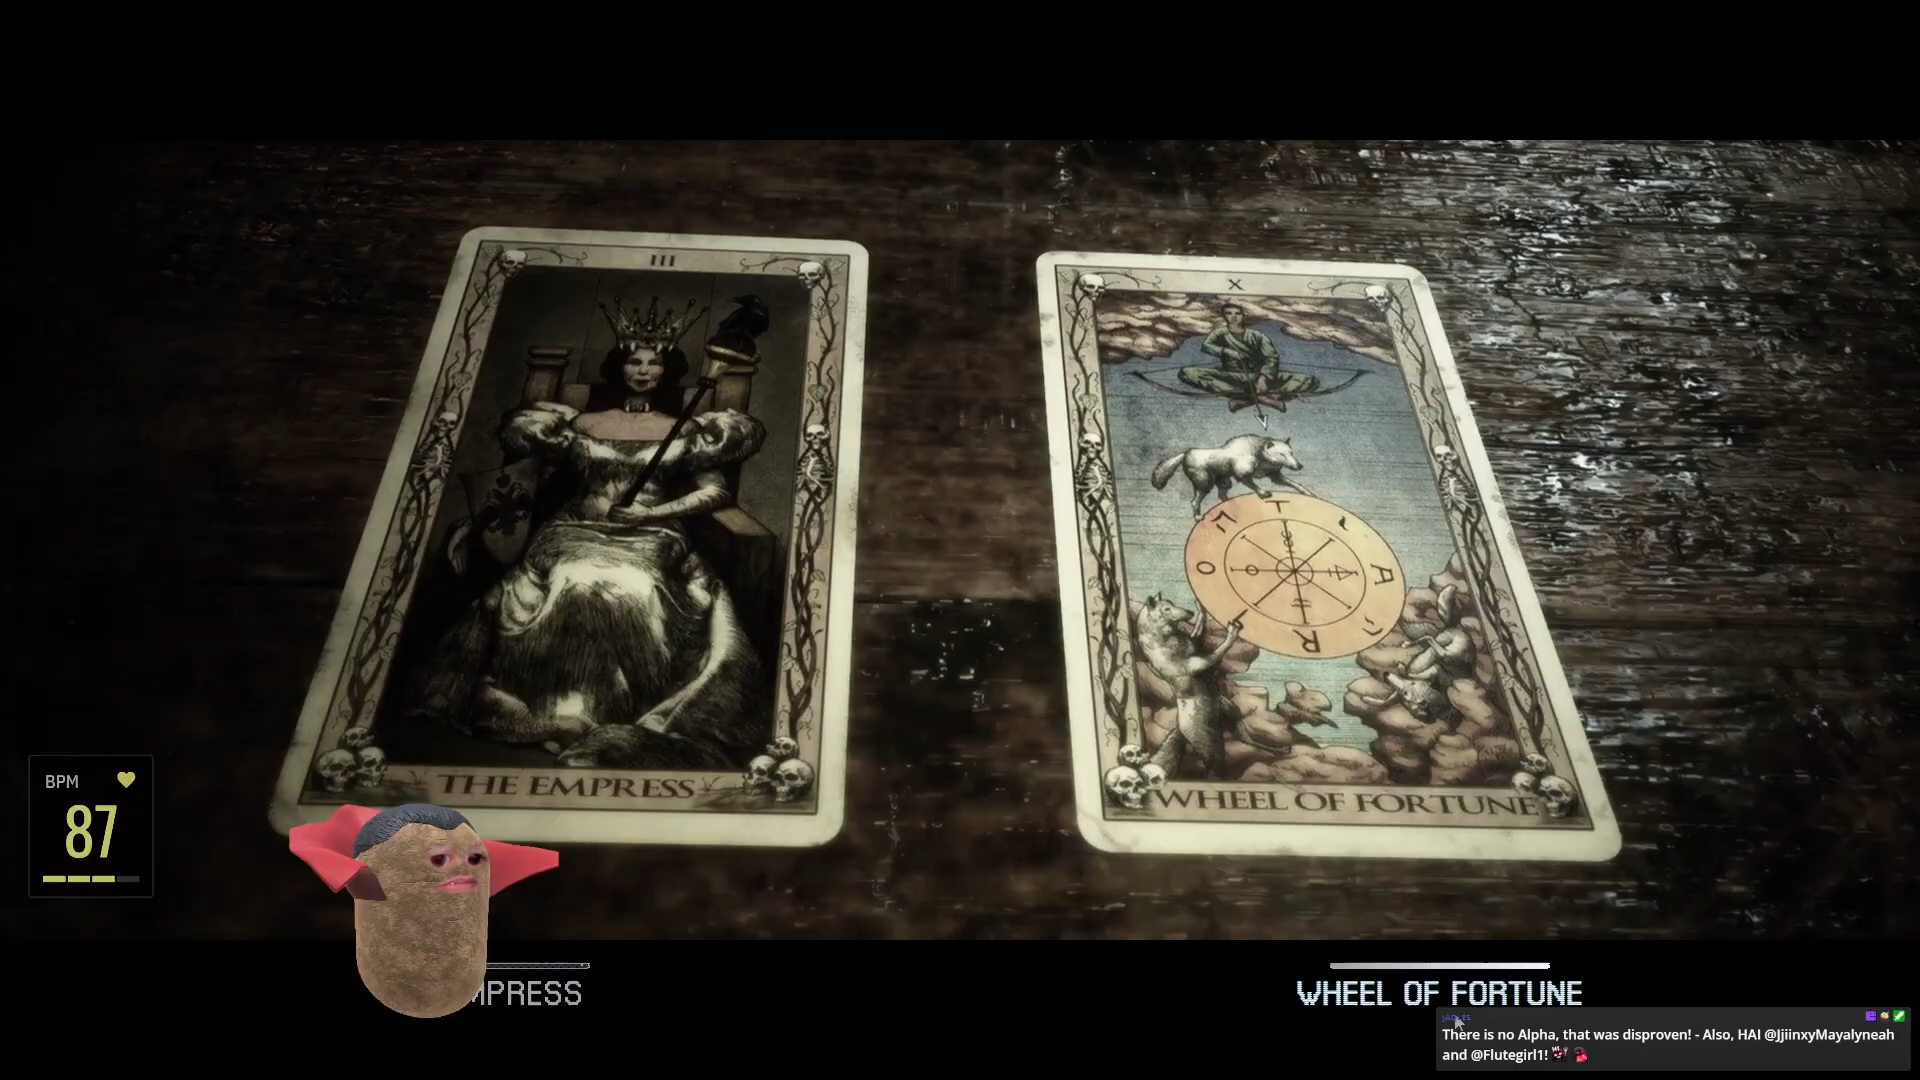 III
X
THE EMPRESS
WHEEL OF FORTUNE
BPM
87
MPRESS
WHEEL OF FORTUNE
There is no Alpha, that was disproven! - Also, HAI @JjiinxyMayalyneah
and @Flutegirl1!